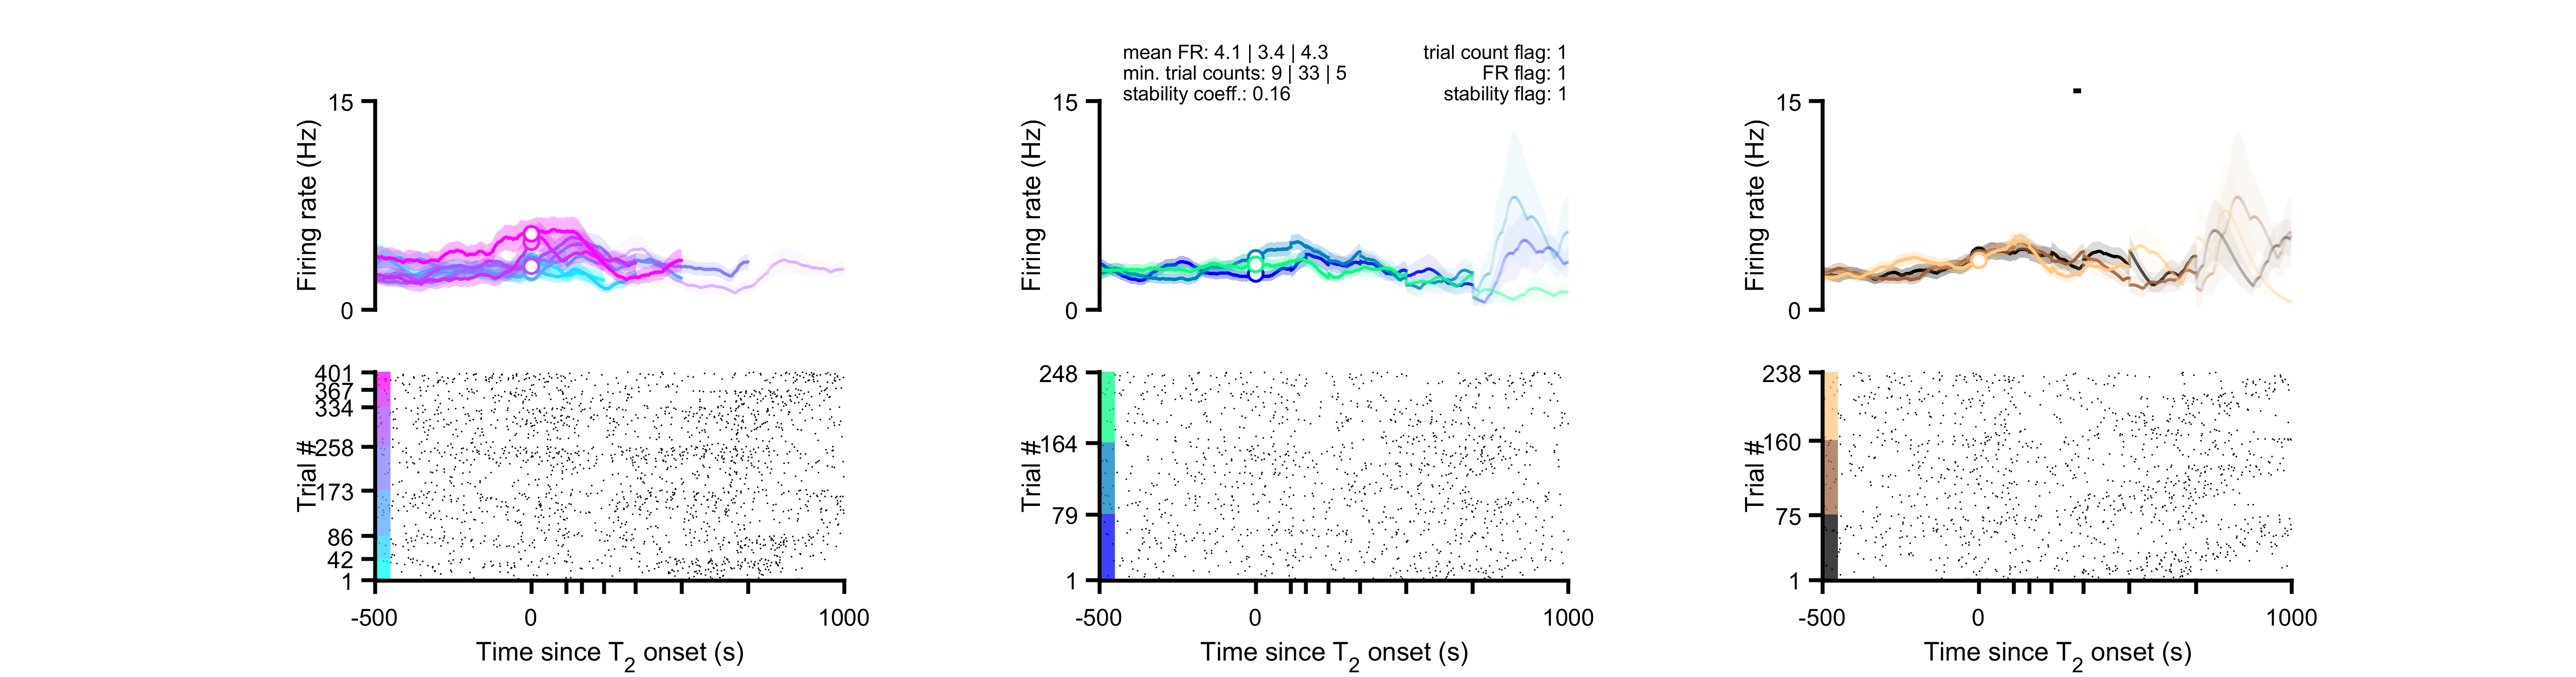 mean FR: 4.1 | 3.4 | 4.3
min. trial counts: 9 | 33 | 5
stability coeff.: 0.16
trial count flag: 1
FR flag: 1
stability flag: 1
15
0
Firing rate (Hz)
401
367
334
258
173
86
42
1
Trial #
-500
0
1000
Time since T2 onset (s)
15
0
Firing rate (Hz)
248
164
79
1
Trial #
-500
0
1000
Time since T2 onset (s)
15
0
Firing rate (Hz)
238
160
75
1
Trial #
-500
0
1000
Time since T2 onset (s)